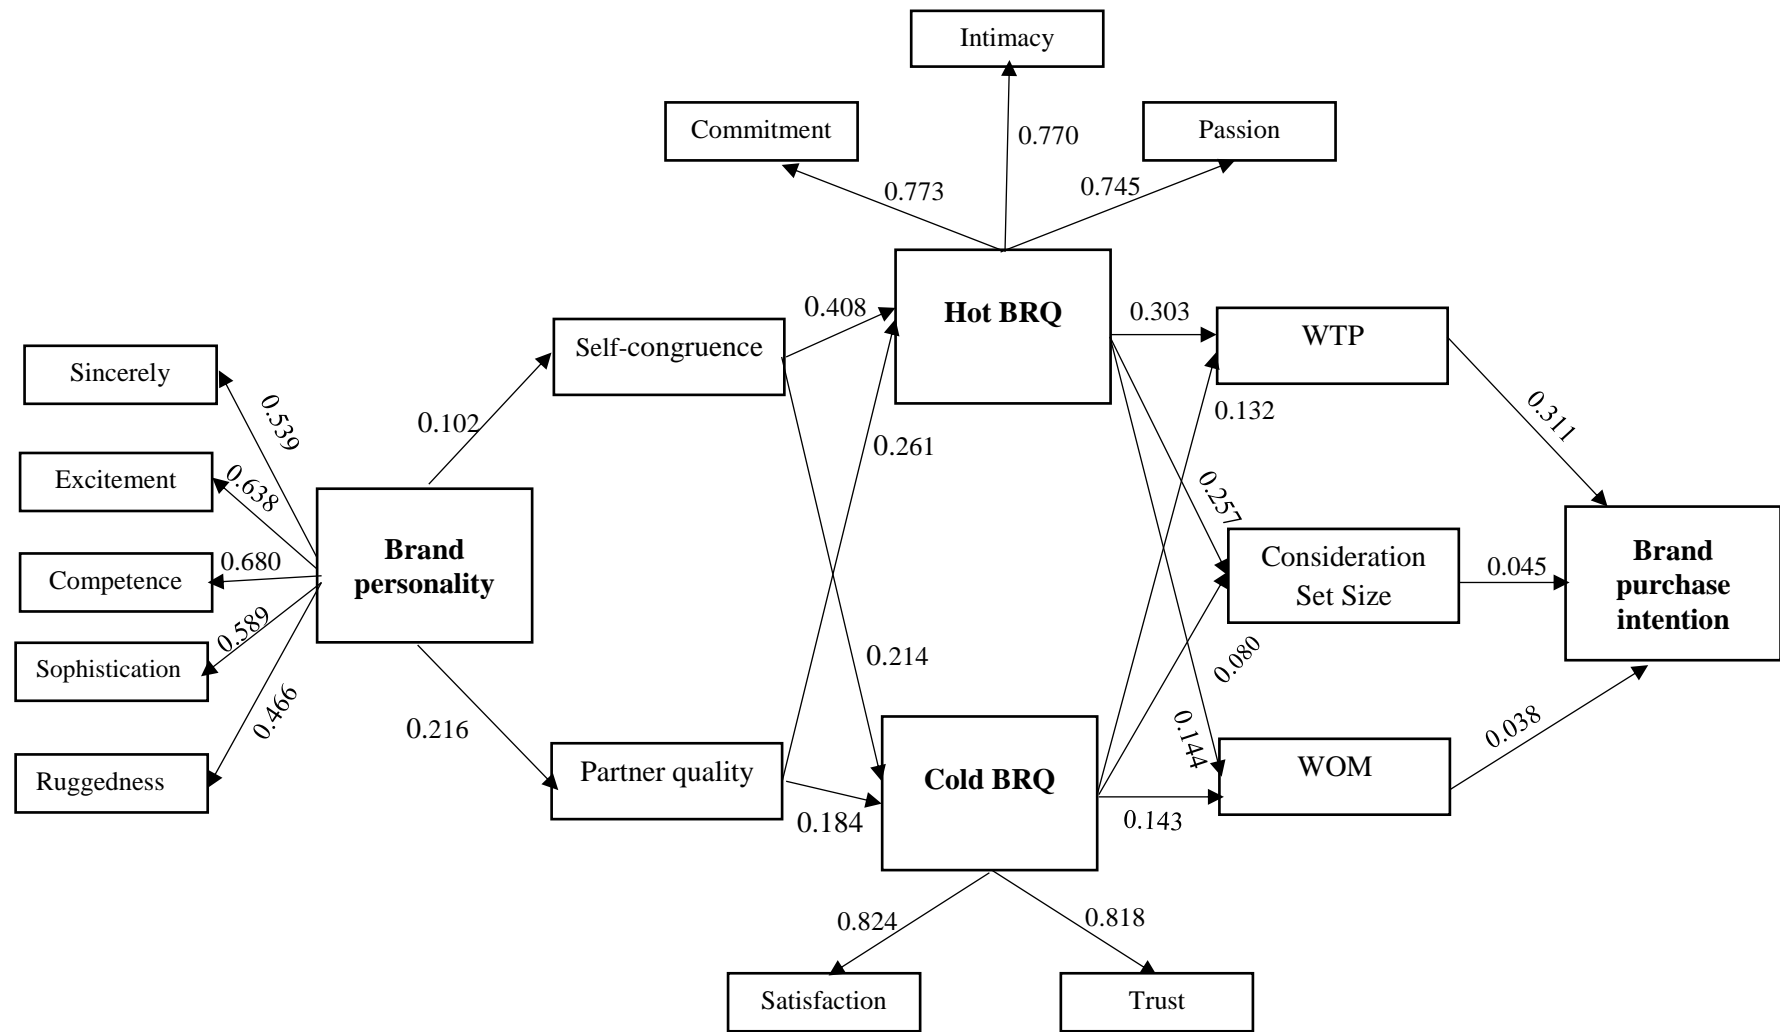 Intimacy
Commitment
Passion
0.770
0.773
0.745
Hot BRQ
0.408
0.303
WTP
Self-congruence
Sincerely
0.539
0.102
0.261
0.132
0.311
Excitement
0.638
0.257
Brand
personality
Competence
0.680
Consideration
Set Size
0.045
Brand
purchase
intention
Sophistication
0.589
0.214
0.080
0.466
0.216
0.144
0.038
Ruggedness
Partner quality
Cold BRQ
WOM
0.184
0.143
0.824
0.818
Satisfaction
Trust